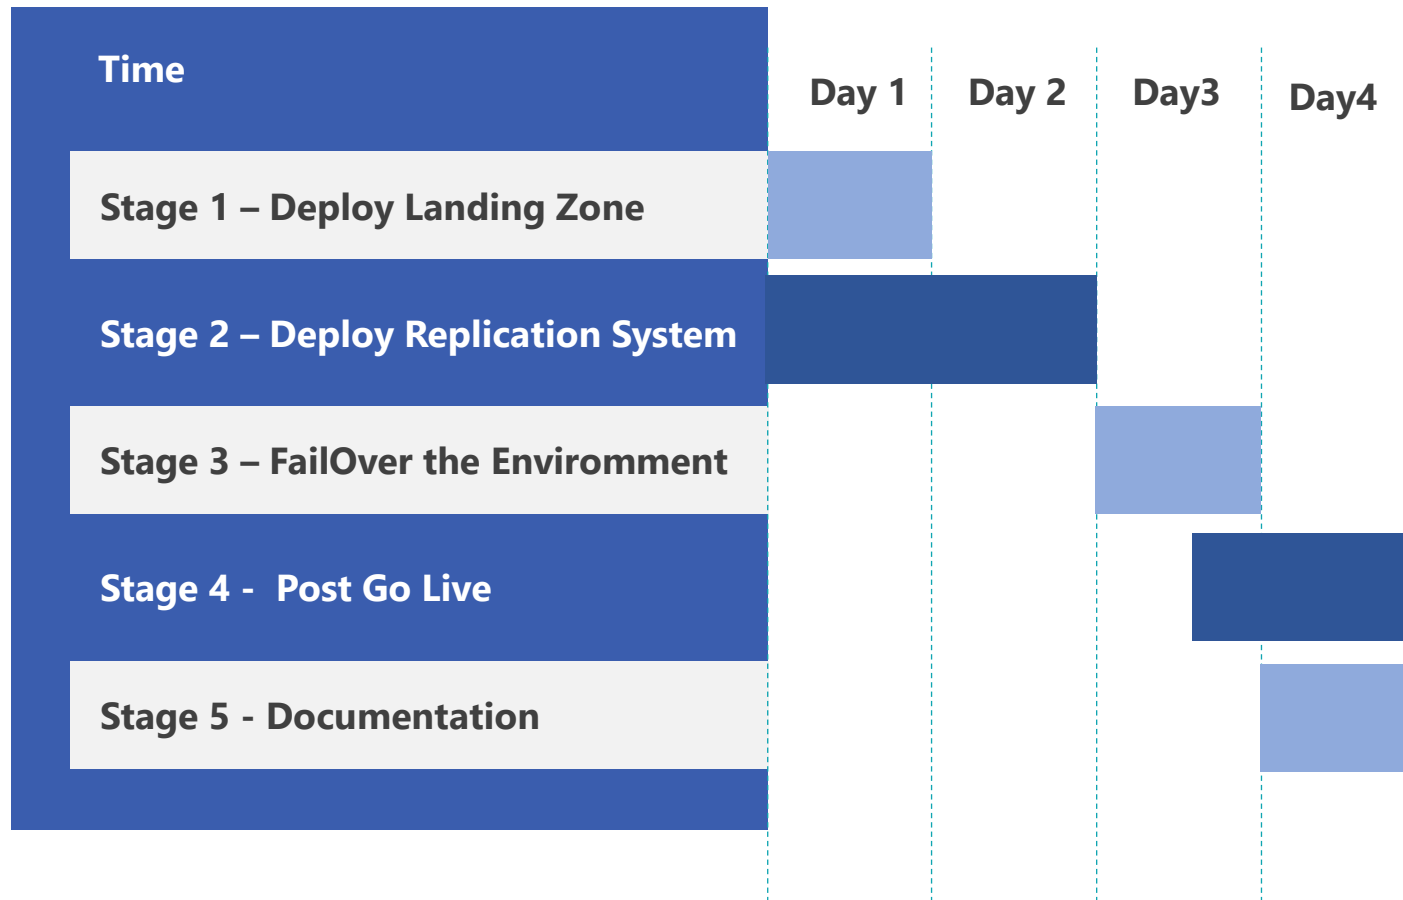 Time
Day 1
Day 2
Day3
Day4
Stage 1 – Deploy Landing Zone
Stage 2 – Deploy Replication System
Stage 3 – FailOver the Enviromment
Stage 4 -  Post Go Live
Stage 5 - Documentation